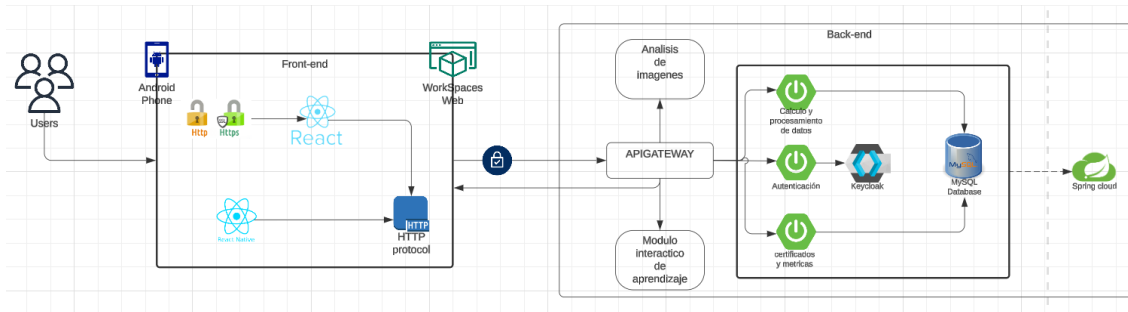 Users
Android
Phone
Front-end
WorkSpaces
Web
Http
Https
React
React Native
HTTP
HTTP
protocol
Back-end
Analisis
de
imagenes
APIGATEWAY
Modulo
interactico
de
aprendizaje
Calculo y
procesamiento
de datos
Autenticación
Keycloak
certificados
y metricas
MySQL
MySQL
Database
Spring cloud